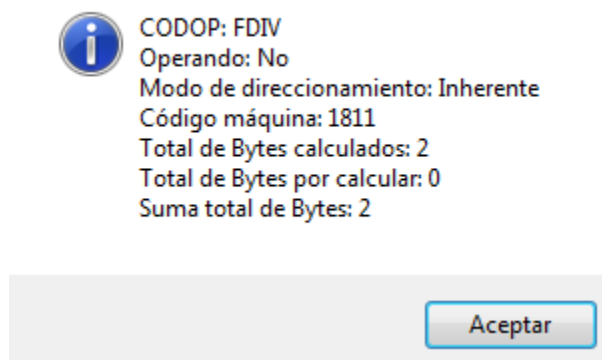 CODOP: FDIV
Operando: No
Modo de direccionamiento: Inherente
Código máquina: 1811
Total de Bytes calculados: 2
Total de Bytes por calcular: 0
Suma total de Bytes: 2
Aceptar